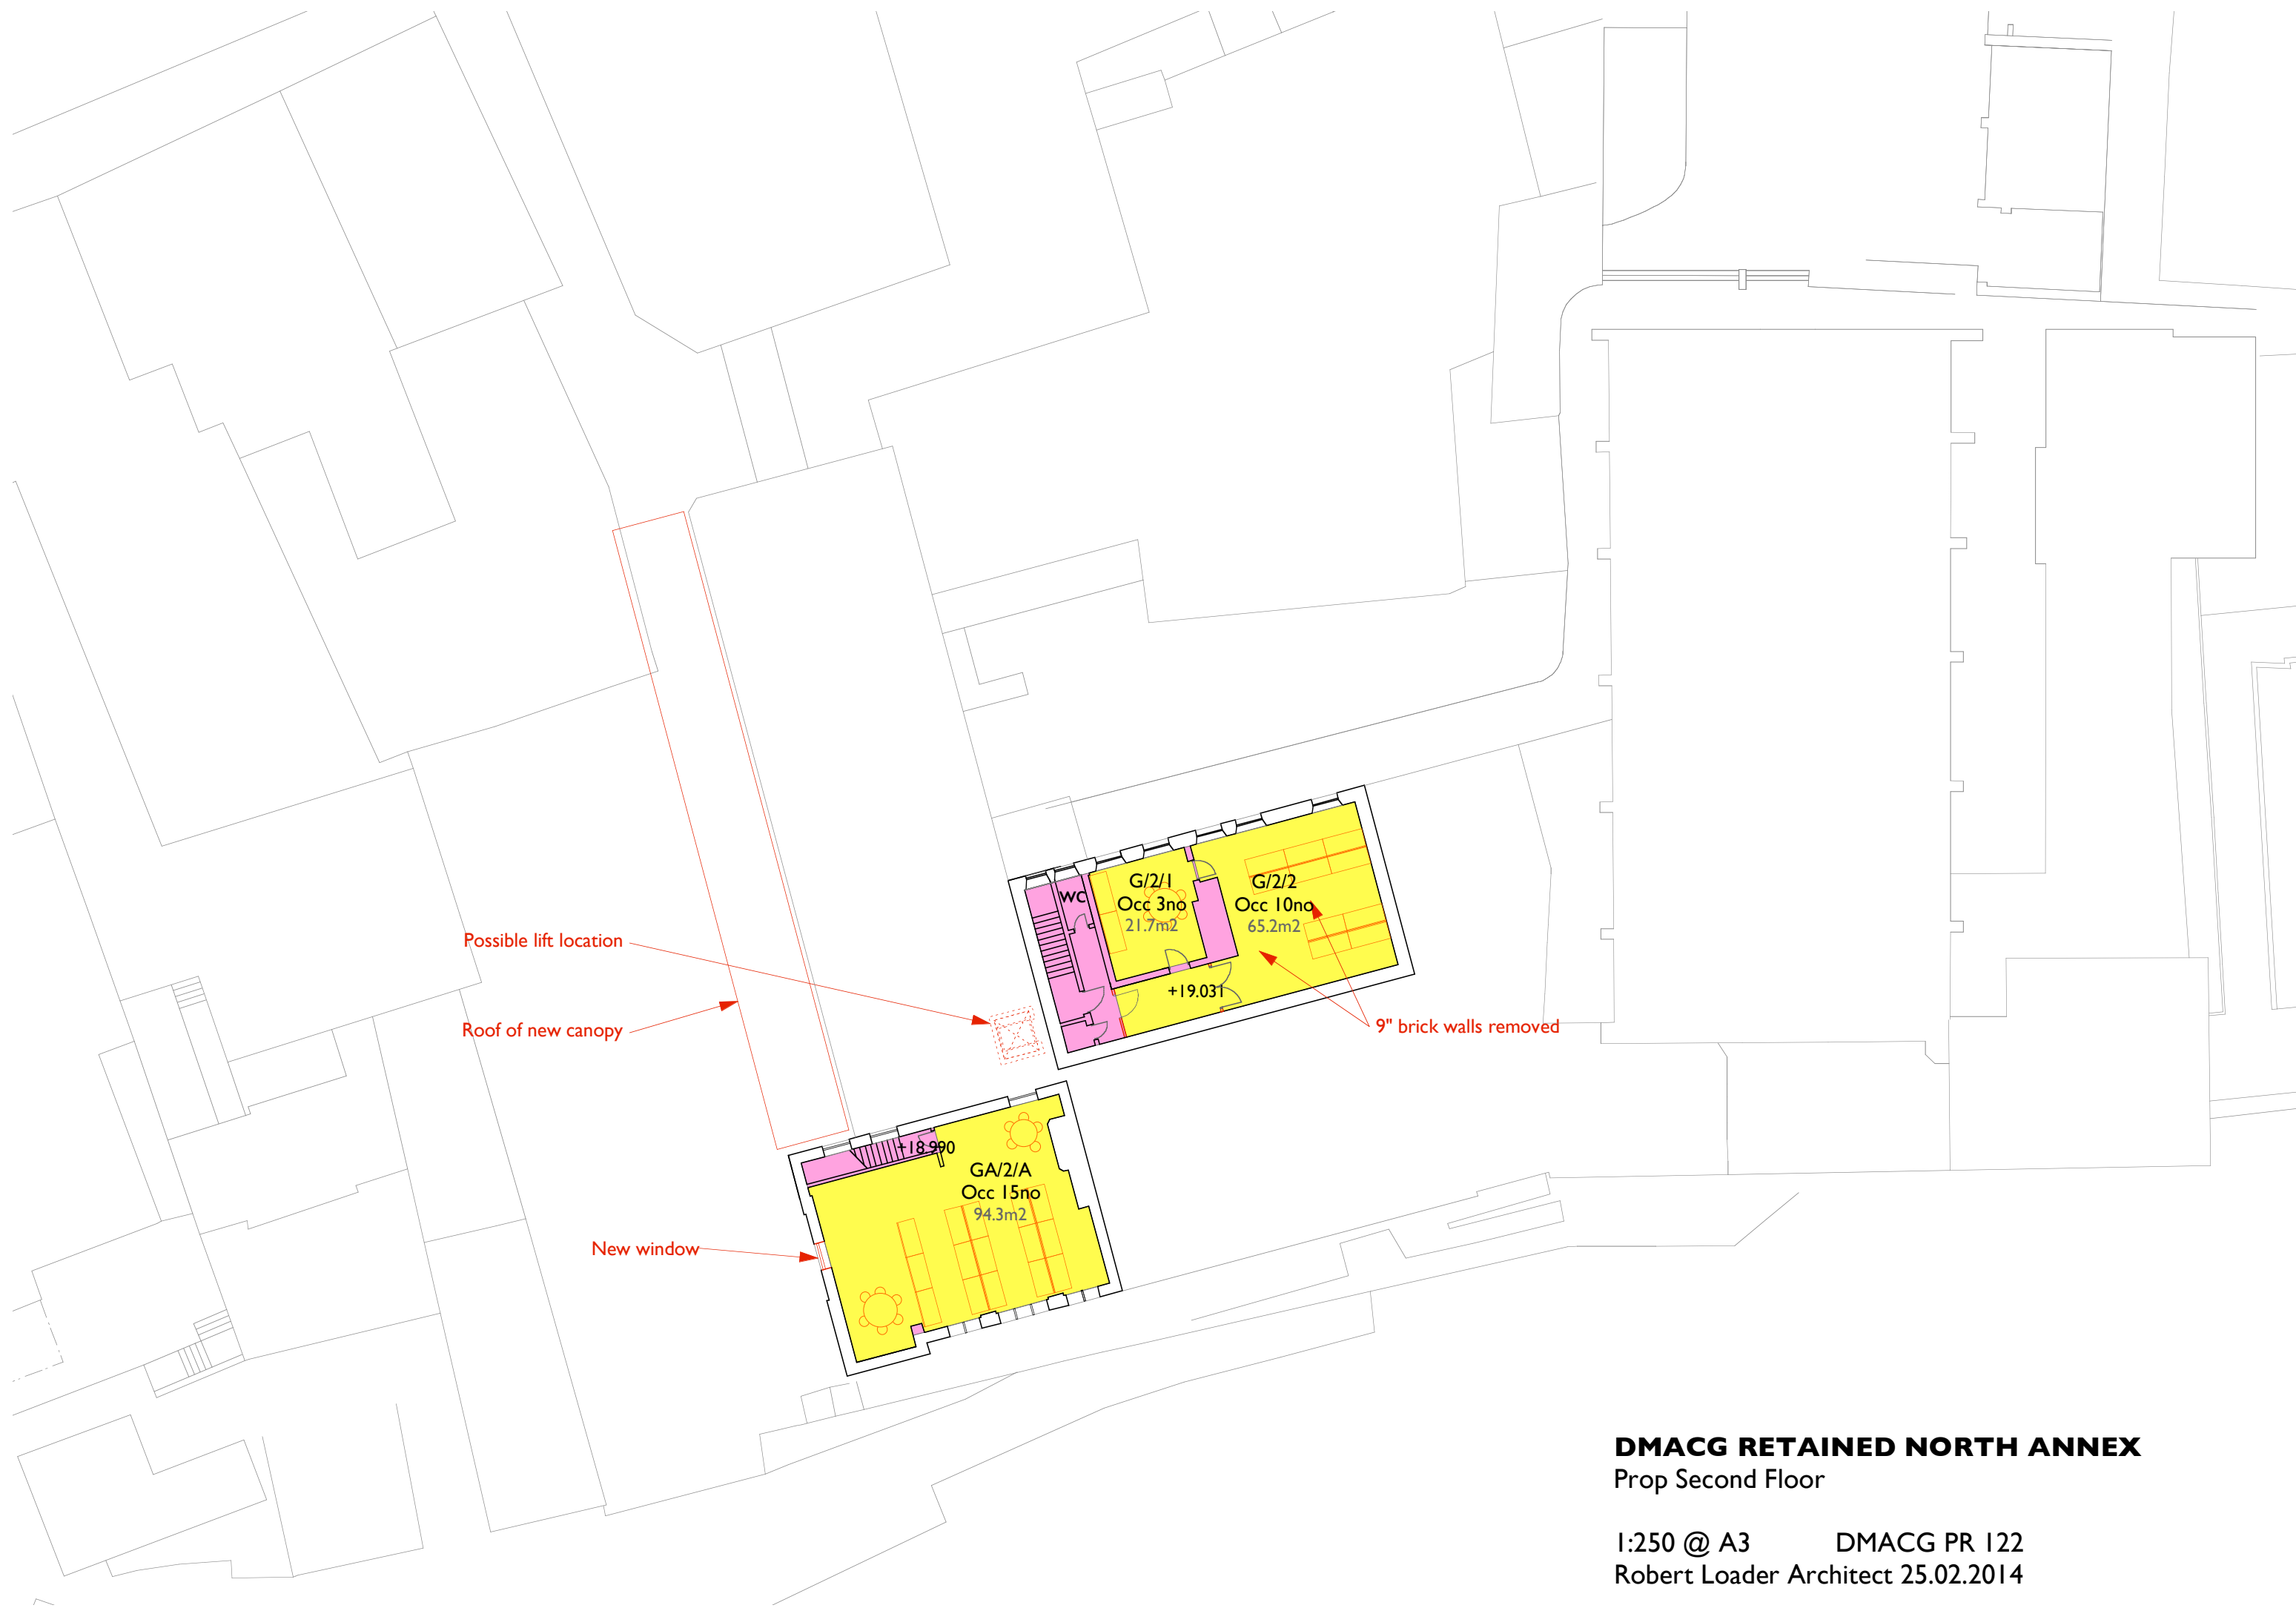 WC
G/2/1
Occ 3no
21.7m2
G/2/2
Occ 10no
65.2m2
Possible lift location
+19.031
Roof of new canopy
9" brick walls removed
+18.990
GA/2/A
Occ 15no
94.3m2
New window
DMACG RETAINED NORTH ANNEX
Prop Second Floor
1:250 @ A3 DMACG PR 122
Robert Loader Architect 25.02.2014